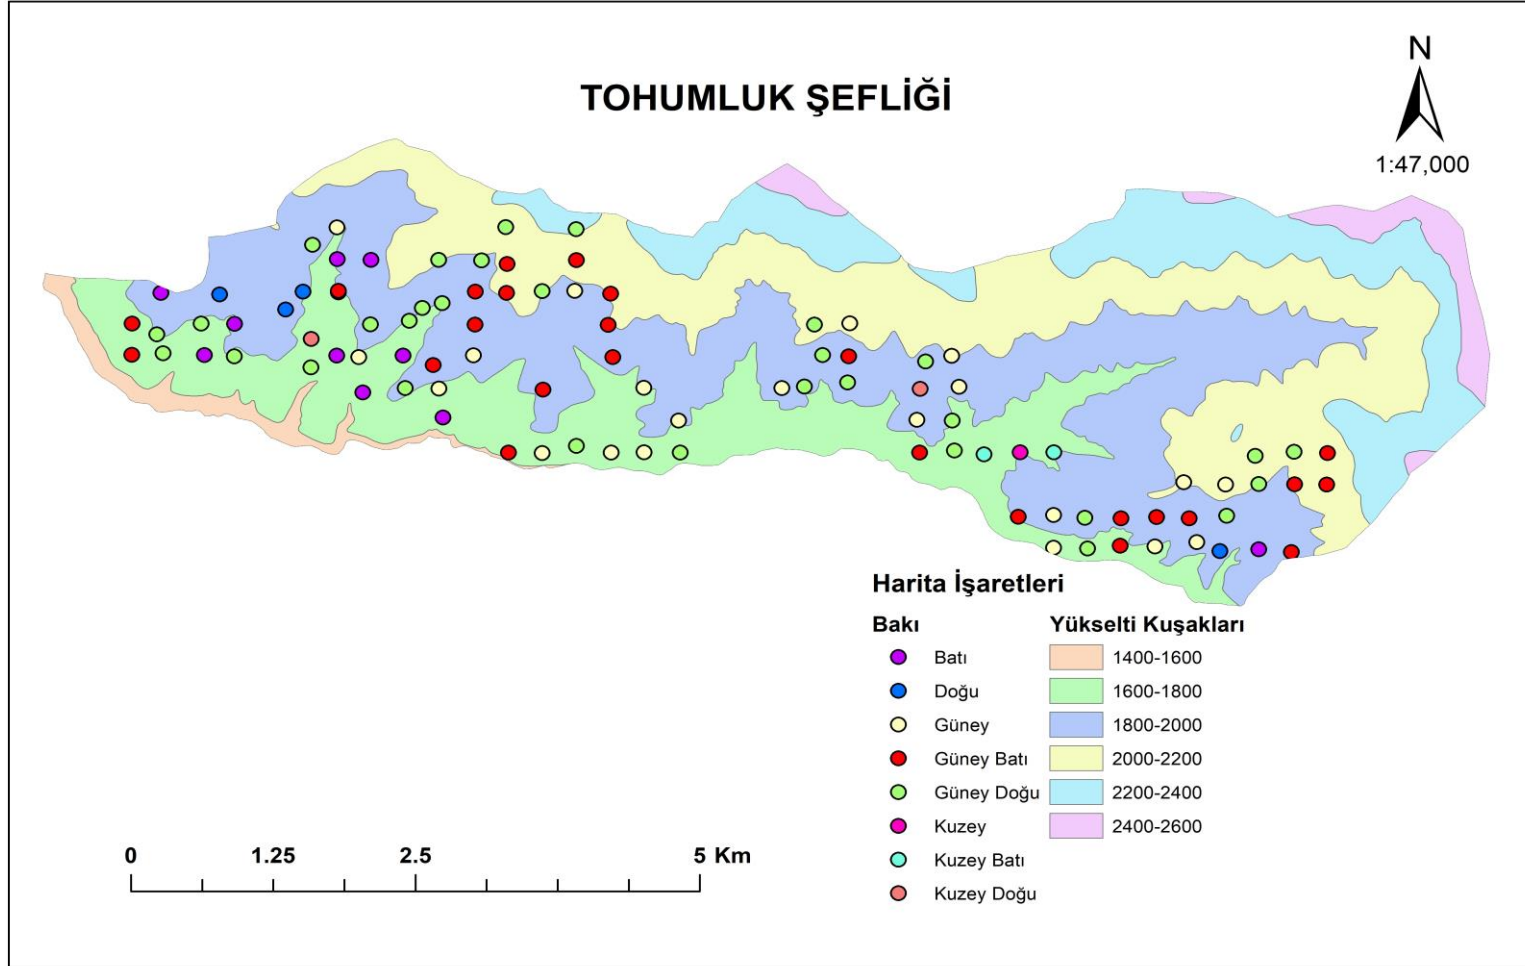 N
TOHUMLUK ŞEFLİĞİ
1:47,000
Harita İşaretleri
Bakı
Yükselti Kuşakları
Batı
1400-1600
Doğu
1600-1800
Güney
1800-2000
Güney Batı
2000-2200
Güney Doğu
2200-2400
Kuzey
2400-2600
Kuzey Batı
Kuzey Doğu
0 1.25 2.5 5 Km